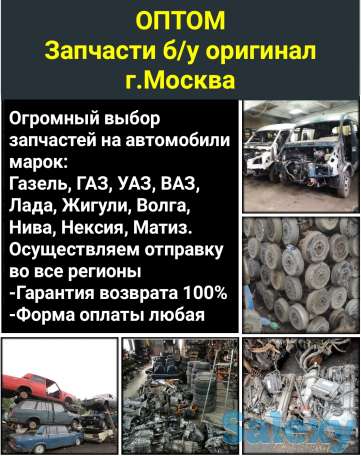 ОПТОМ
Запчасти б/у оригинал
г.Москва
Огромный выбор
запчастей на автомобили
марок:
Газель, ГАЗ, УАЗ, ВАЗ,
Лада, Жигули, Волга,
Нива, Нексия, Матиз.
Осуществляем отправку
во все регионы
-Гарантия возврата 100%
-Форма оплаты любая
Salexy